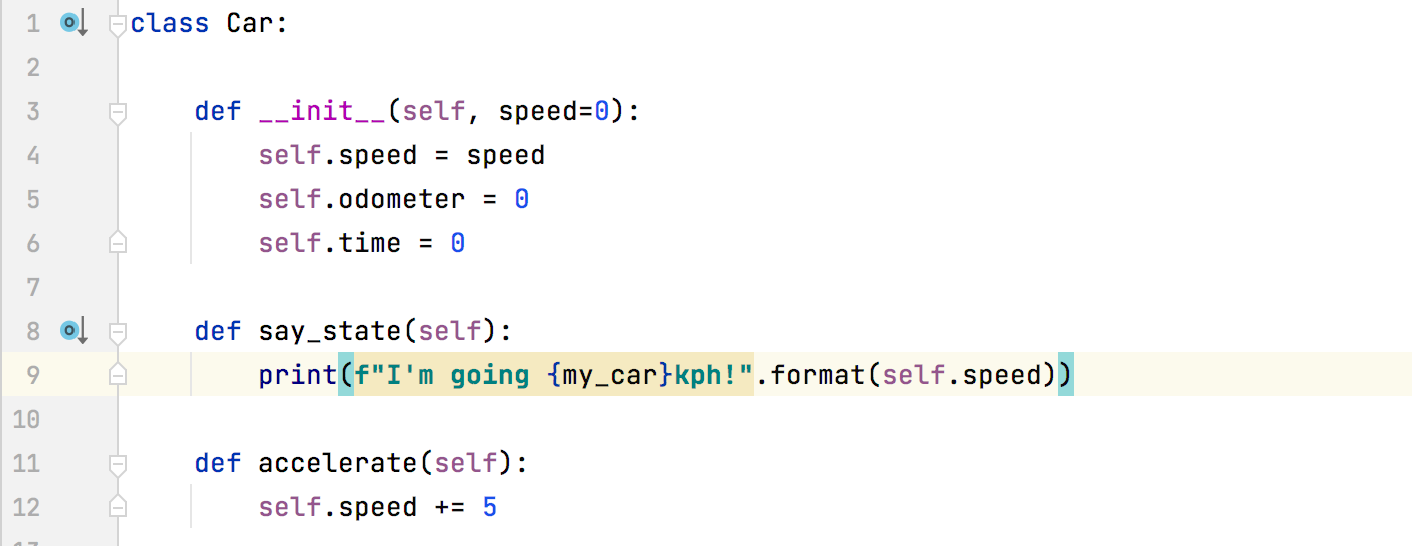 1 class Car:
2
3     def __init__(self, speed=0):
4         self.speed = speed
5         self.odometer = 0
6         self.time = 0
7
8     def say_state(self):
9         print(f"I'm going {my_car}kph!".format(self.speed))
10
11     def accelerate(self):
12         self.speed += 5